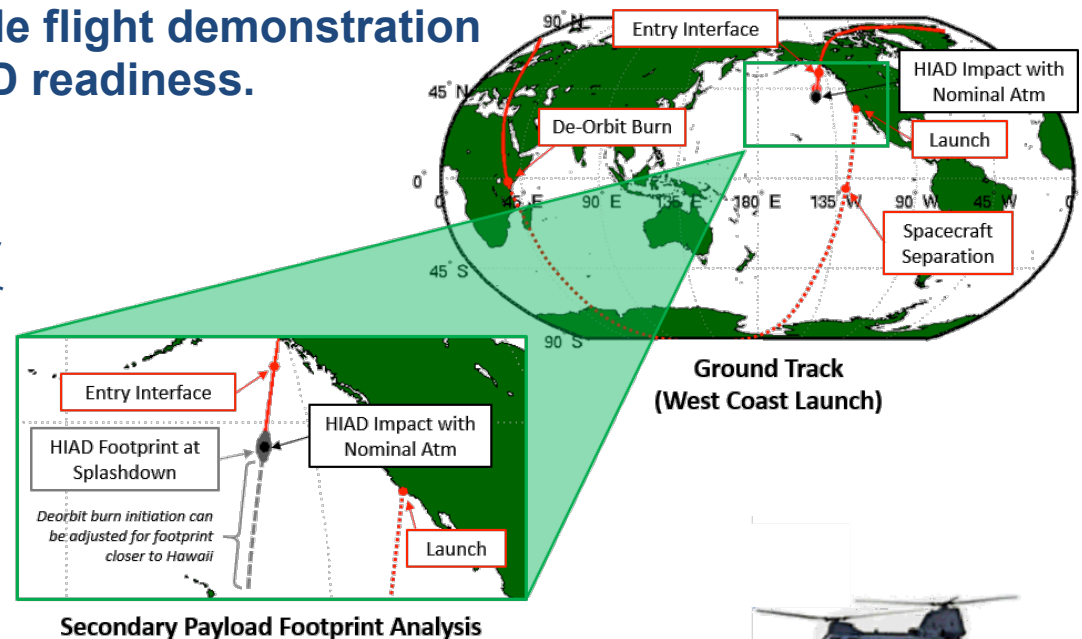 le flight demonstration
D readiness.
90° N
Entry Interface
HIAD Impact with
Nominal Atm
45° N
De-Orbit Burn
Launch
0°
0°
45° E
90° E
135° E
180° E
135° W
90° W
45° W
0°
Spacecraft
Separation
45° S
90° S
Ground Track
(West Coast Launch)
Entry Interface
HIAD Impact with
Nominal Atm
HIAD Footprint at
Splashdown
Deorbit burn initiation can
be adjusted for footprint
closer to Hawaii
Launch
Secondary Payload Footprint Analysis